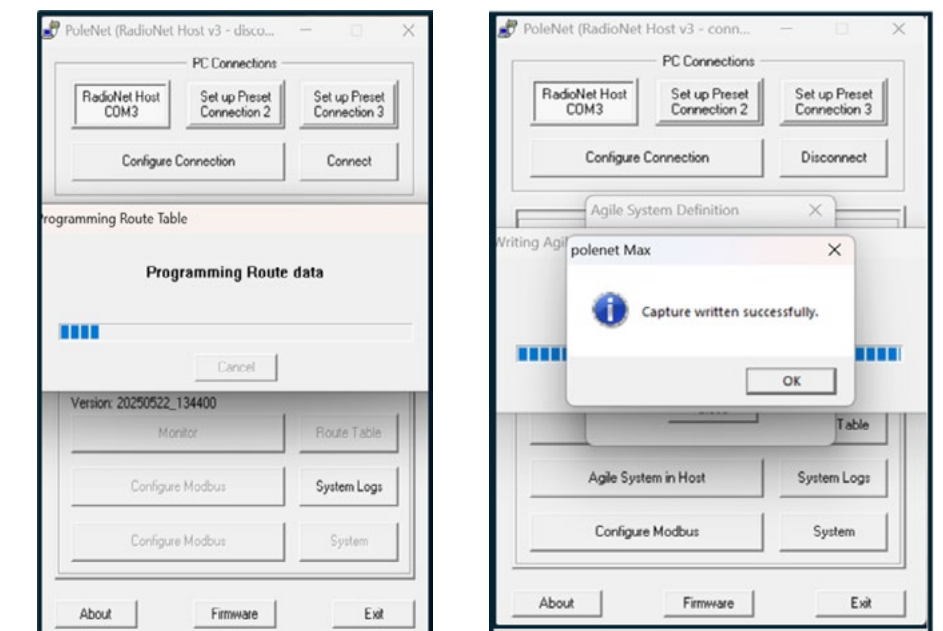 PoleNet (RadioNet Host v3 - disco...
PC Connections
RadioNet Host
COM3
Set up Preset
Connection 2
Set up Preset
Connection 3
Configure Connection
Connect
Programming Route Table
Programming Route data
Cancel
Version: 20250522_134400
Monitor
Route Table
Configure Modbus
System Logs
Configure Modbus
System
About
Firmware
Exit
PoleNet (RadioNet Host v3 - conn...
PC Connections
RadioNet Host
COM3
Set up Preset
Connection 2
Set up Preset
Connection 3
Configure Connection
Disconnect
Agile System Definition
Writing Agil
polenet Max
Capture written successfully.
OK
Table
Agile System in Host
System Logs
Configure Modbus
System
About
Firmware
Exit